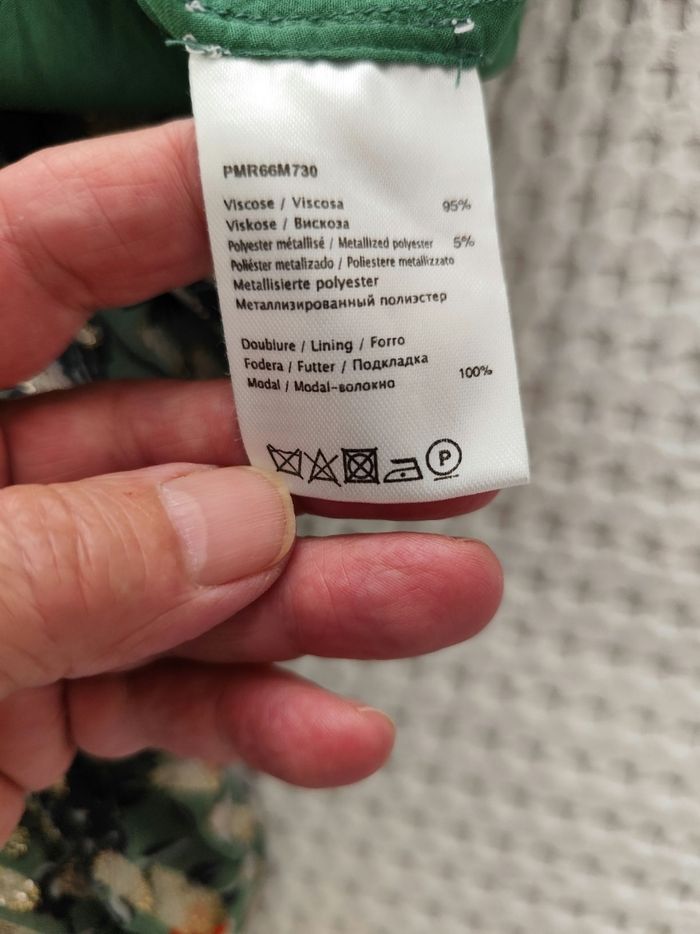 PMR66M730
Viscose / Viscosa 95%
Viskose / Вискоза
Polyester métallisé / Metallized polyester 5%
Poliéster metalizado / Poliestere metallizzato
Metallisierte polyester
Металлизированный полиэстер
Doublure / Lining / Forro
Fodera / Futter / Подкладка 100%
Modal / Modal-волокно
P